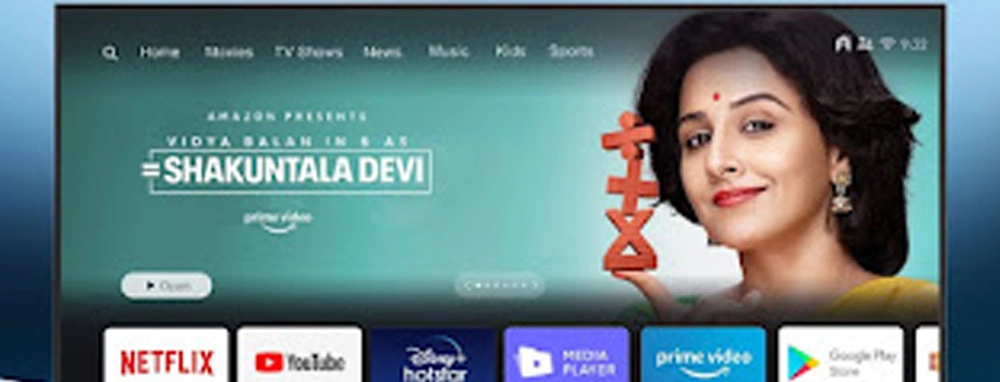 Home Movies TV Shows News Music Kids Sports
9:32
AMAZON PRESENTS
VIDYA BALAN IN & AS
=SHAKUNTALA DEVI
prime video
Open
NETFLIX
YouTube
Disney+
hotstar
MEDIA
PLAYER
prime video
Google Play
Store